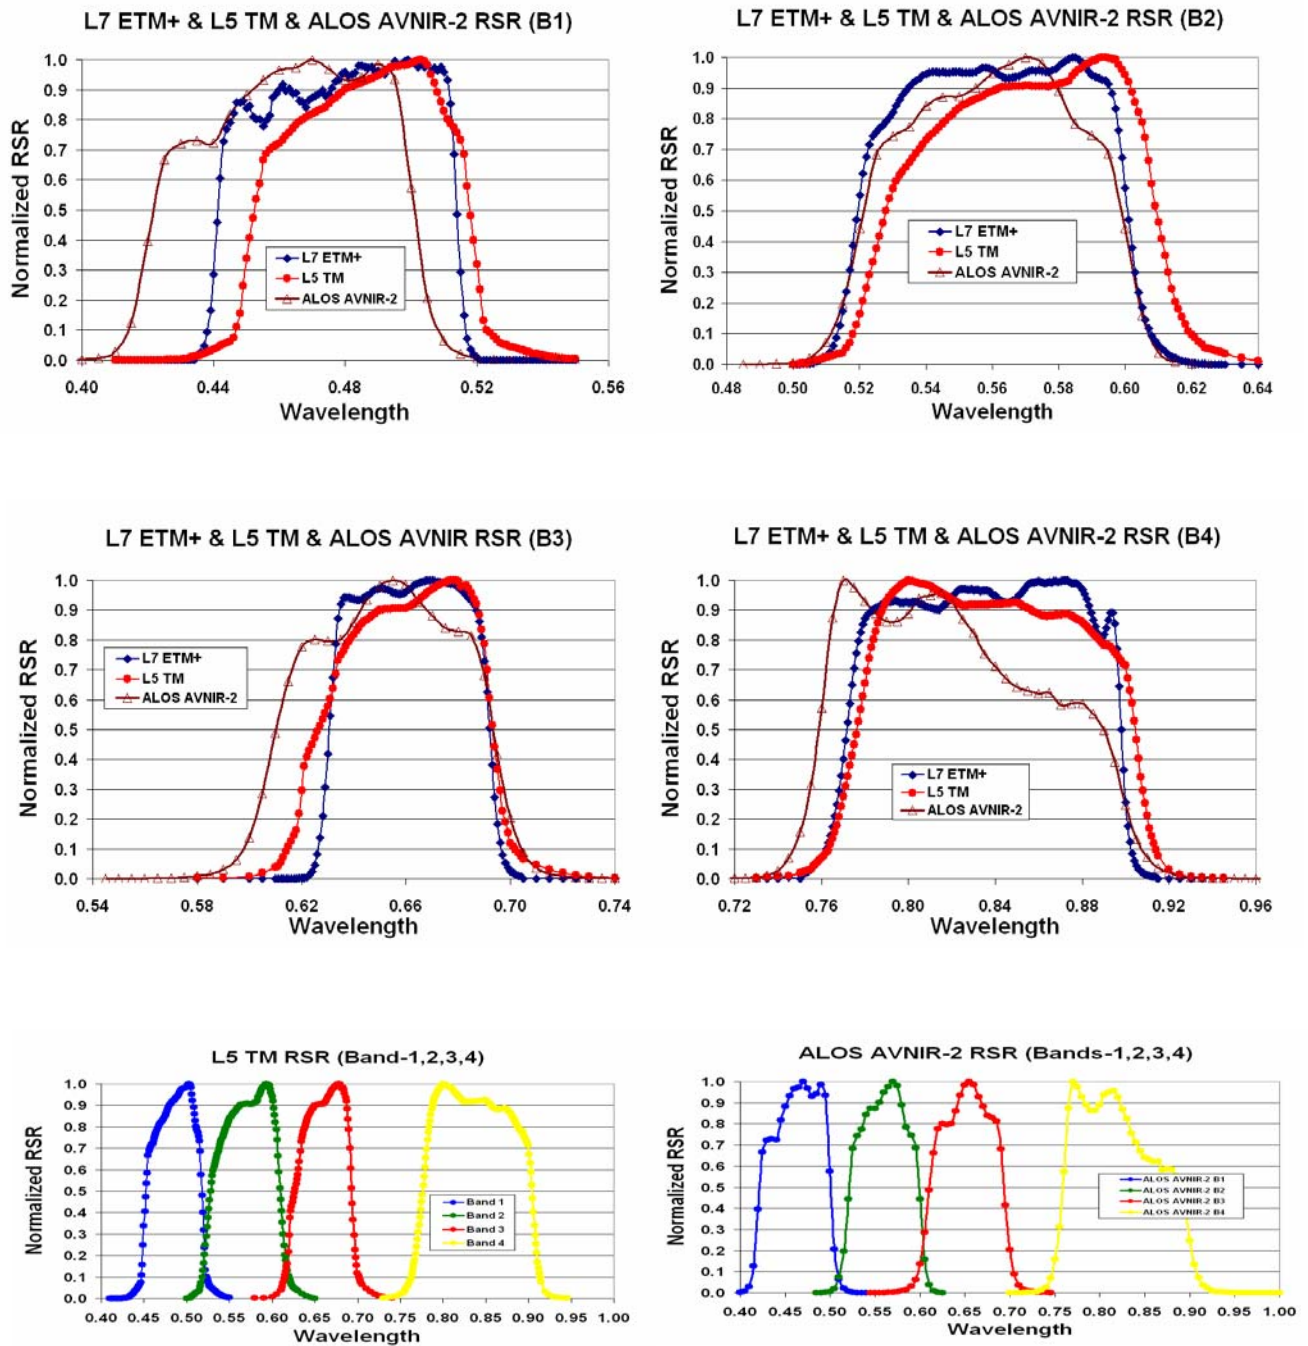 L7 ETM+ & L5 TM & ALOS AVNIR-2 RSR (B1)
Normalized RSR
1.0
0.9
0.8
0.7
0.6
0.5
0.4
0.3
0.2
0.1
0.0
L7 ETM+
L5 TM
ALOS AVNIR-2
0.40 0.44 0.48 0.52 0.56
Wavelength
L7 ETM+ & L5 TM & ALOS AVNIR-2 RSR (B2)
Normalized RSR
1.0
0.9
0.8
0.7
0.6
0.5
0.4
0.3
0.2
0.1
0.0
L7 ETM+
L5 TM
ALOS AVNIR-2
0.48 0.50 0.52 0.54 0.56 0.58 0.60 0.62 0.64
Wavelength
L7 ETM+ & L5 TM & ALOS AVNIR RSR (B3)
Normalized RSR
1.0
0.9
0.8
0.7
0.6
0.5
0.4
0.3
0.2
0.1
0.0
L7 ETM+
L5 TM
ALOS AVNIR-2
0.54 0.58 0.62 0.66 0.70 0.74
Wavelength
L7 ETM+ & L5 TM & ALOS AVNIR-2 RSR (B4)
Normalized RSR
1.0
0.9
0.8
0.7
0.6
0.5
0.4
0.3
0.2
0.1
0.0
L7 ETM+
L5 TM
ALOS AVNIR-2
0.72 0.76 0.80 0.84 0.88 0.92 0.96
Wavelength
L5 TM RSR (Band-1,2,3,4)
Normalized RSR
1.0
0.9
0.8
0.7
0.6
0.5
0.4
0.3
0.2
0.1
0.0
Band 1
Band 2
Band 3
Band 4
0.40 0.45 0.50 0.55 0.60 0.65 0.70 0.75 0.80 0.85 0.90 0.95 1.00
Wavelength
ALOS AVNIR-2 RSR (Bands-1,2,3,4)
Normalized RSR
1.0
0.9
0.8
0.7
0.6
0.5
0.4
0.3
0.2
0.1
0.0
ALOS AVNIR-2 B1
ALOS AVNIR-2 B2
ALOS AVNIR-2 B3
ALOS AVNIR-2 B4
0.40 0.45 0.50 0.55 0.60 0.65 0.70 0.75 0.80 0.85 0.90 0.95 1.00
Wavelength